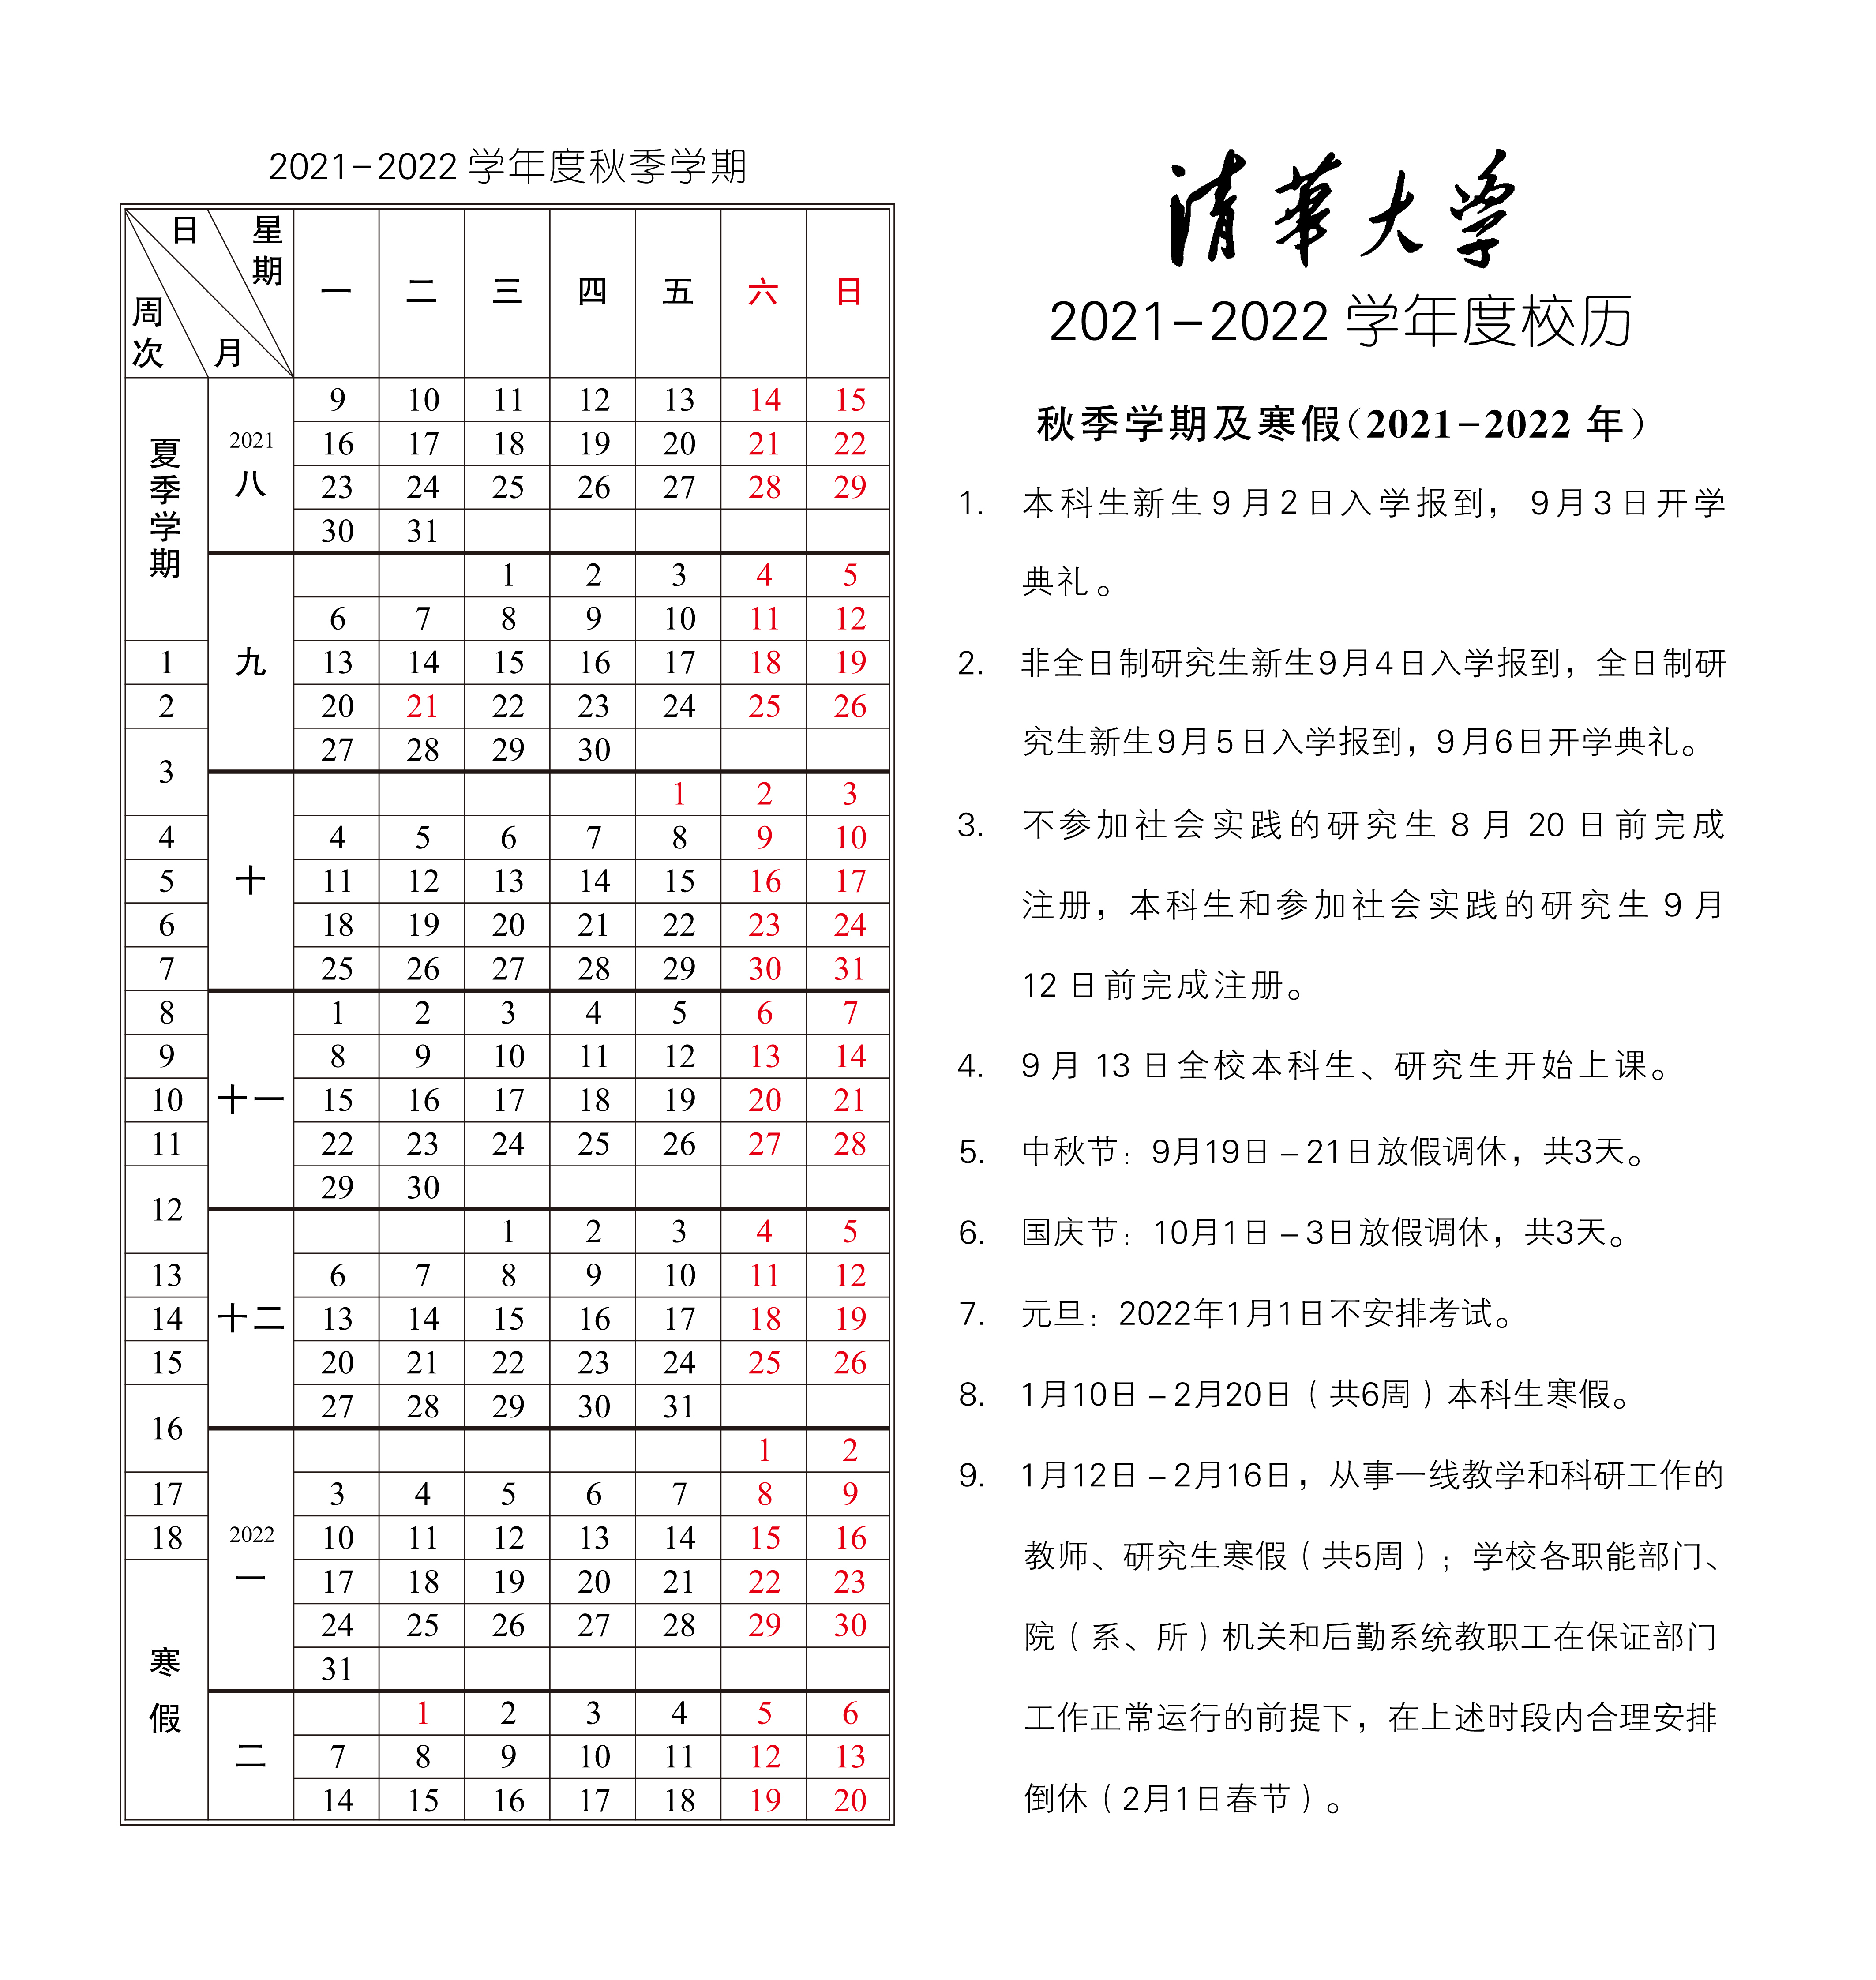 2021-2022 学年度秋季学期
日 星期 周次 月 一 二 三 四 五 六 日
夏季学期 2021 八 9 10 11 12 13 14 15
16 17 18 19 20 21 22
23 24 25 26 27 28 29
30 31
九 1 2 3 4 5
6 7 8 9 10 11 12
1 13 14 15 16 17 18 19
2 20 21 22 23 24 25 26
3 27 28 29 30
十 1 2 3
4 4 5 6 7 8 9 10
5 11 12 13 14 15 16 17
6 18 19 20 21 22 23 24
7 25 26 27 28 29 30 31
8 十一 1 2 3 4 5 6 7
9 8 9 10 11 12 13 14
10 15 16 17 18 19 20 21
11 22 23 24 25 26 27 28
12 29 30
十二 1 2 3 4 5
13 6 7 8 9 10 11 12
14 13 14 15 16 17 18 19
15 20 21 22 23 24 25 26
16 27 28 29 30 31
2022 一 1 2
17 3 4 5 6 7 8 9
18 10 11 12 13 14 15 16
寒假 17 18 19 20 21 22 23
24 25 26 27 28 29 30
31
二 1 2 3 4 5 6
7 8 9 10 11 12 13
14 15 16 17 18 19 20
清華大学
2021-2022 学年度校历
秋季学期及寒假(2021-2022 年)
1. 本科生新生9月2日入学报到，9月3日开学
典礼。
2. 非全日制研究生新生9月4日入学报到，全日制研
究生新生9月5日入学报到，9月6日开学典礼。
3. 不参加社会实践的研究生 8 月 20 日前完成
注册，本科生和参加社会实践的研究生 9 月
12 日前完成注册。
4. 9 月 13 日全校本科生、研究生开始上课。
5. 中秋节：9月19日-21日放假调休，共3天。
6. 国庆节：10月1日-3日放假调休，共3天。
7. 元旦：2022年1月1日不安排考试。
8. 1月10日-2月20日（共6周）本科生寒假。
9. 1月12日-2月16日，从事一线教学和科研工作的
教师、研究生寒假（共5周）；学校各职能部门、
院（系、所）机关和后勤系统教职工在保证部门
工作正常运行的前提下，在上述时段内合理安排
倒休（2月1日春节）。